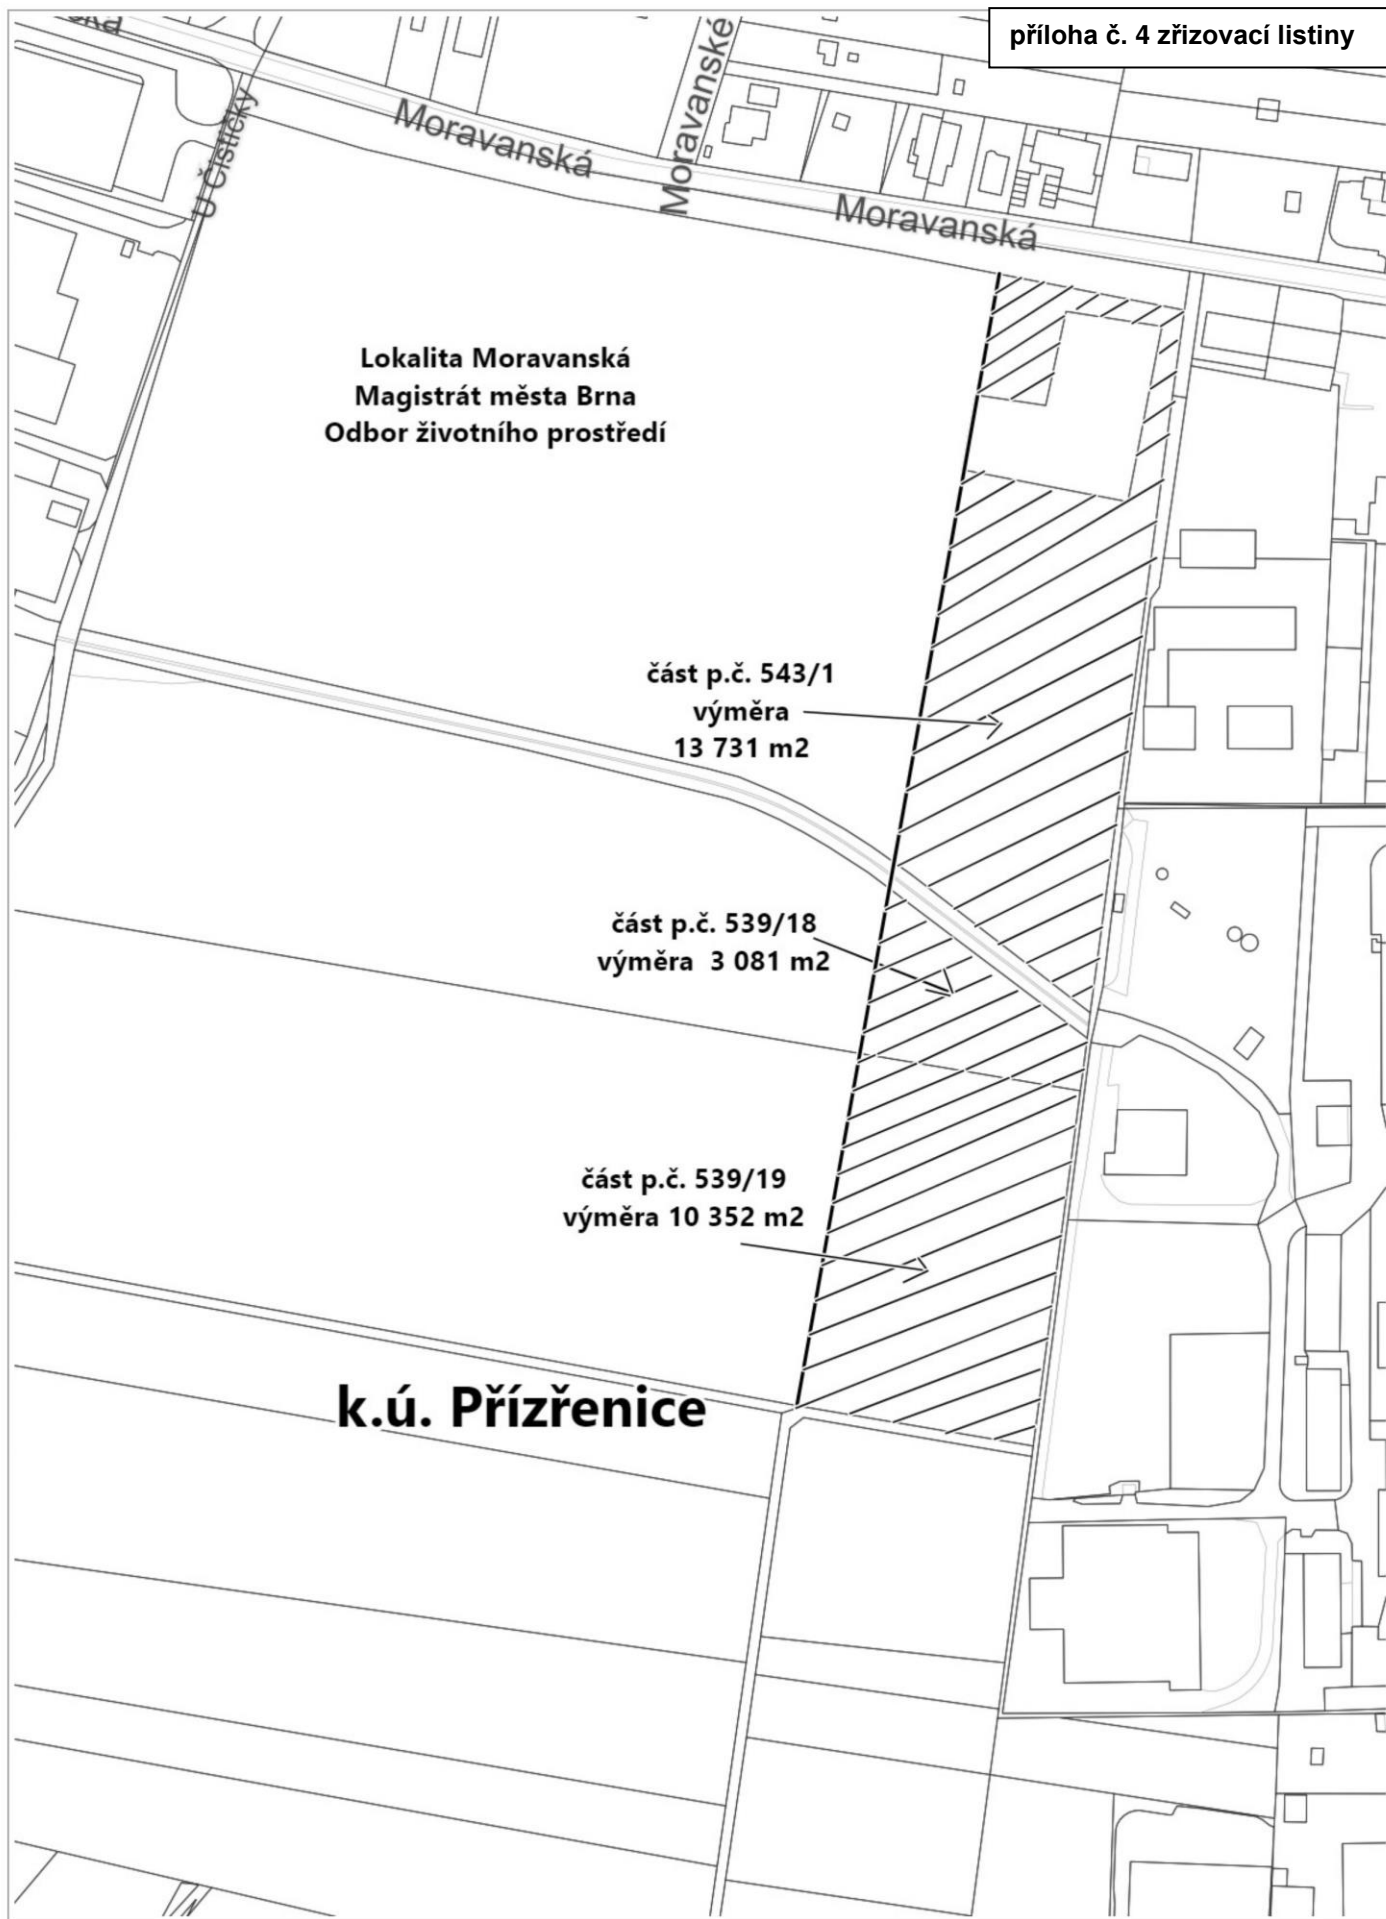 příloha č. 4 zřizovací listiny
U Čističky
Moravanská
Moravanské
Moravanská
Lokalita Moravanská
Magistrát města Brna
Odbor životního prostředí
část p.č. 543/1
výměra
13 731 m2
část p.č. 539/18
výměra 3 081 m2
část p.č. 539/19
výměra 10 352 m2
k.ú. Přízřenice